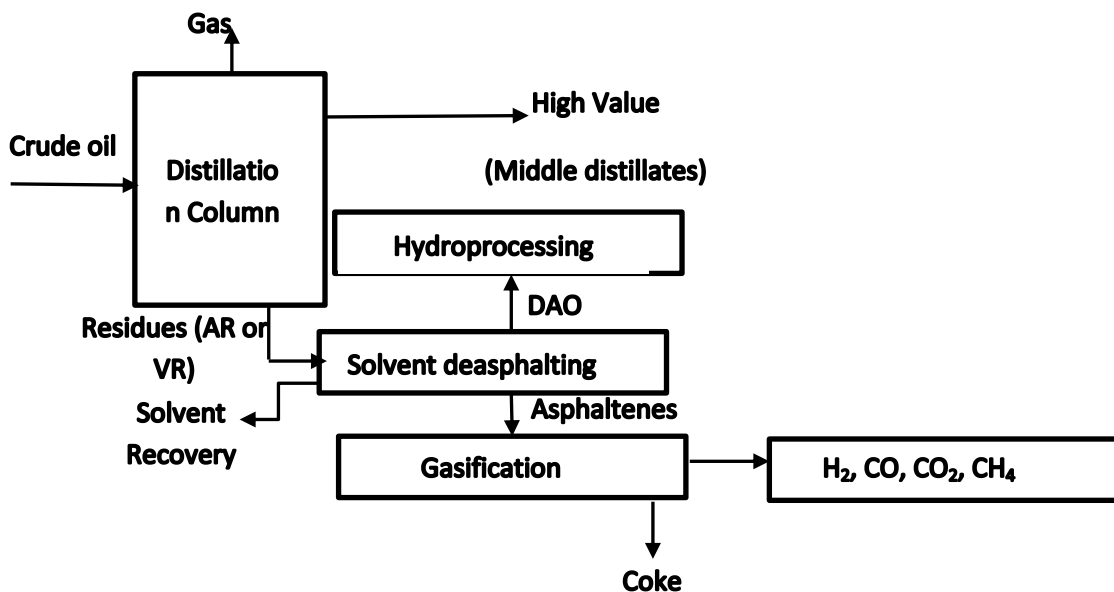 Gas
High Value
Crude oil
(Middle distillates)
Distillatio
n Column
Hydroprocessing
DAO
Residues (AR or
VR)
Solvent deasphalting
Solvent
Recovery
Asphaltenes
Gasification
H₂, CO, CO₂, CH₄
Coke